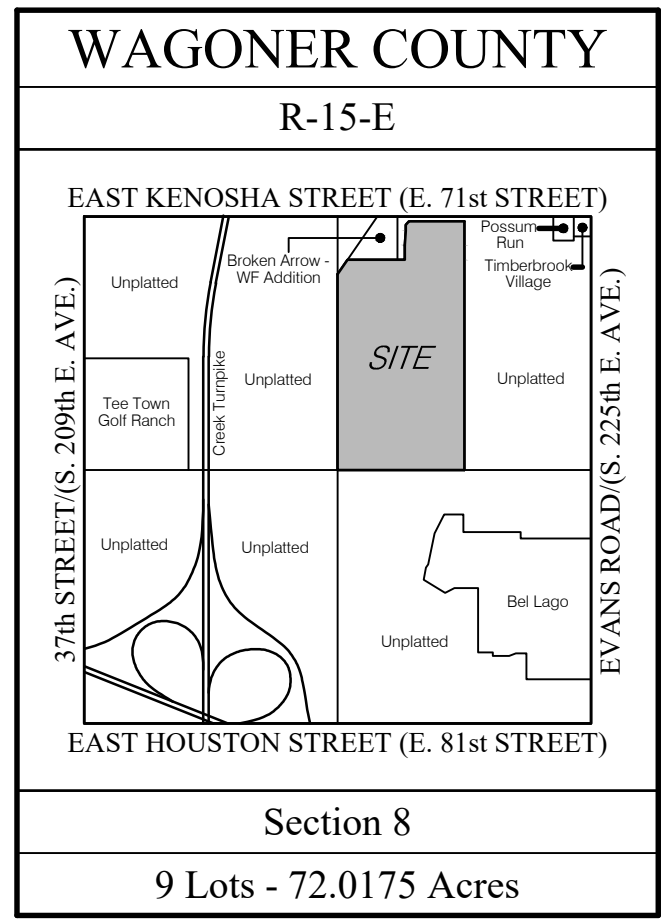 WAGONER COUNTY
R-15-E
EAST KENOSHA STREET (E. 71st STREET)
Possum
Run
Broken Arrow -
WF Addition
Timberbrook
Village
Unplatted
37th STREET/(S. 209th E. AVE.)
EVANS ROAD/(S. 225th E. AVE.)
SITE
Creek Turnpike
Unplatted
Unplatted
Tee Town
Golf Ranch
Unplatted
Unplatted
Bel Lago
Unplatted
EAST HOUSTON STREET (E. 81st STREET)
Section 8
9 Lots - 72.0175 Acres